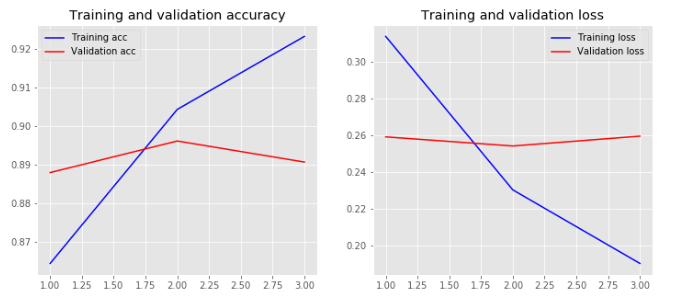 Training and validation accuracy
Training acc
Validation acc
0.92
0.91
0.90
0.89
0.88
0.87
1.00 1.25 1.50 1.75 2.00 2.25 2.50 2.75 3.00
Training and validation loss
Training loss
Validation loss
0.30
0.28
0.26
0.24
0.22
0.20
1.00 1.25 1.50 1.75 2.00 2.25 2.50 2.75 3.00